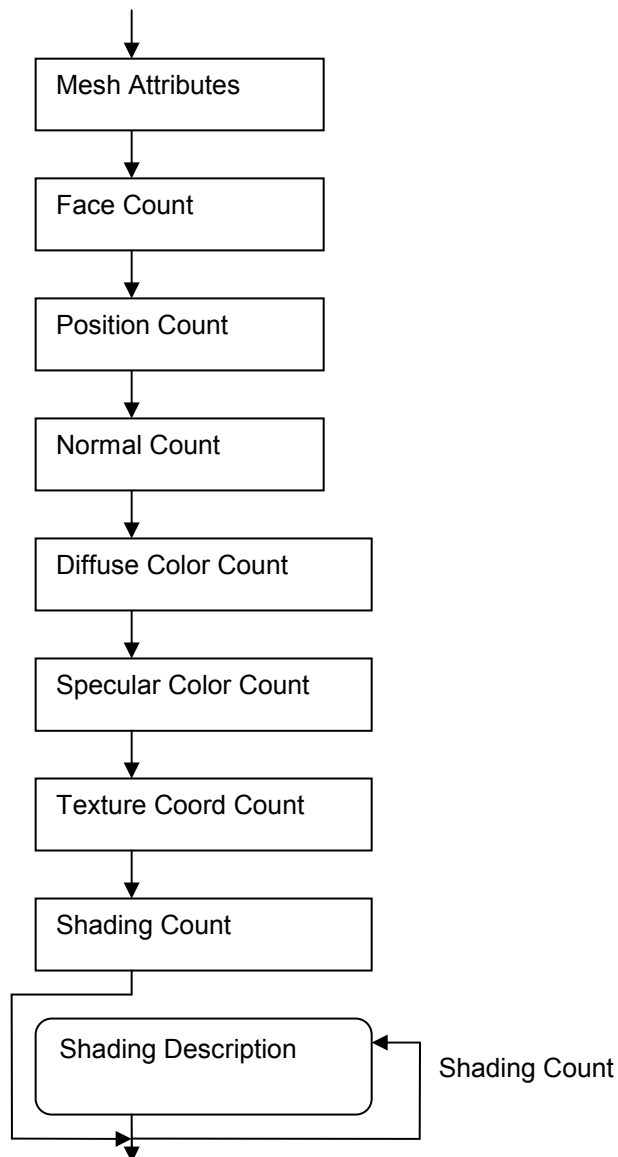 Mesh Attributes
Face Count
Position Count
Normal Count
Diffuse Color Count
Specular Color Count
Texture Coord Count
Shading Count
Shading Description
Shading Count